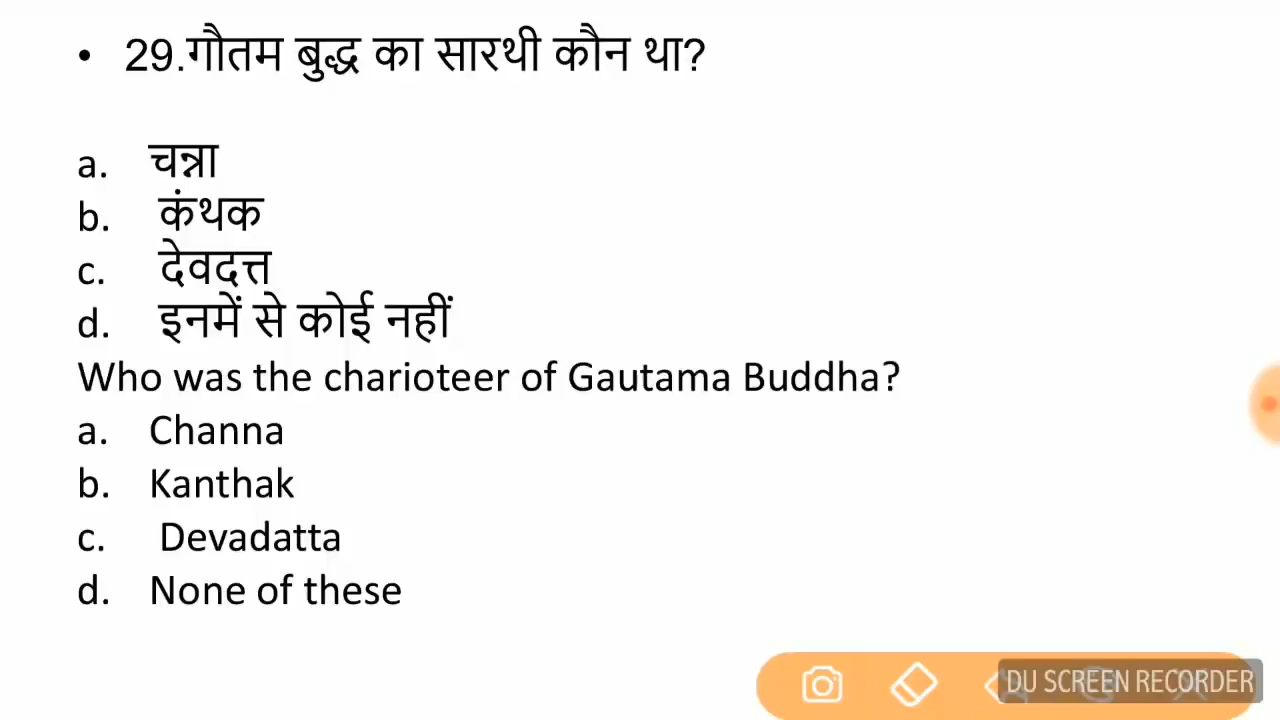 • 29.गौतम बुद्ध का सारथी कौन था?
a. चन्ना
b. कंथक
c. देवदत्त
d. इनमें से कोई नहीं
Who was the charioteer of Gautama Buddha?
a. Channa
b. Kanthak
c. Devadatta
d. None of these
DU SCREEN RECORDER